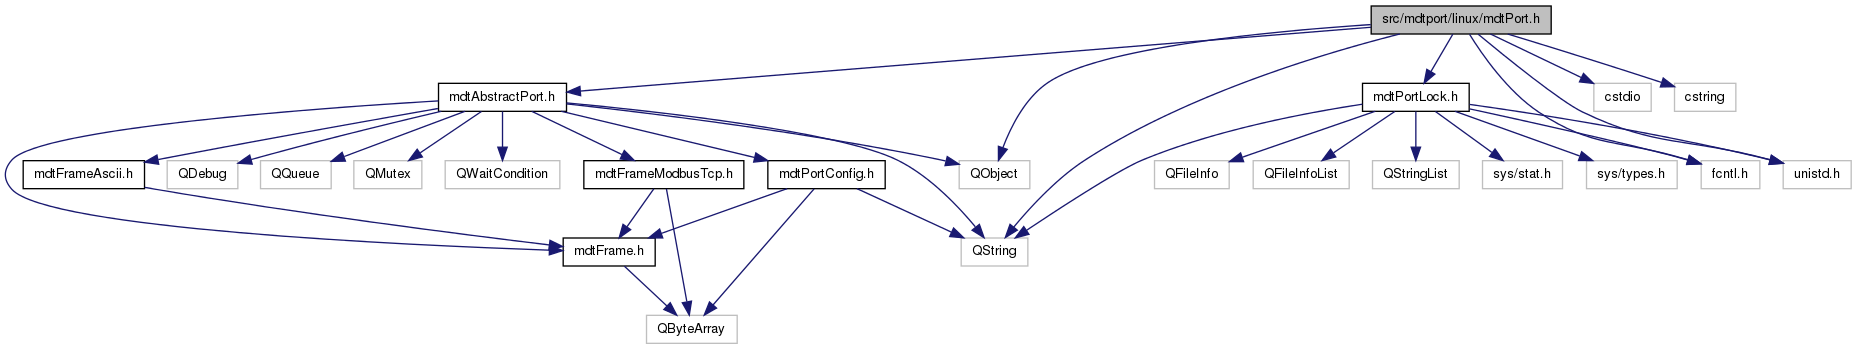 src/mdtport/linux/mdtPort.h
mdtAbstractPort.h
mdtPortLock.h
cstdio
cstring
mdtFrameAscii.h
QDebug
QQueue
QMutex
QWaitCondition
mdtFrameModbusTcp.h
mdtPortConfig.h
QObject
QFileInfo
QFileInfoList
QStringList
sys/stat.h
sys/types.h
fcntl.h
unistd.h
mdtFrame.h
QString
QByteArray